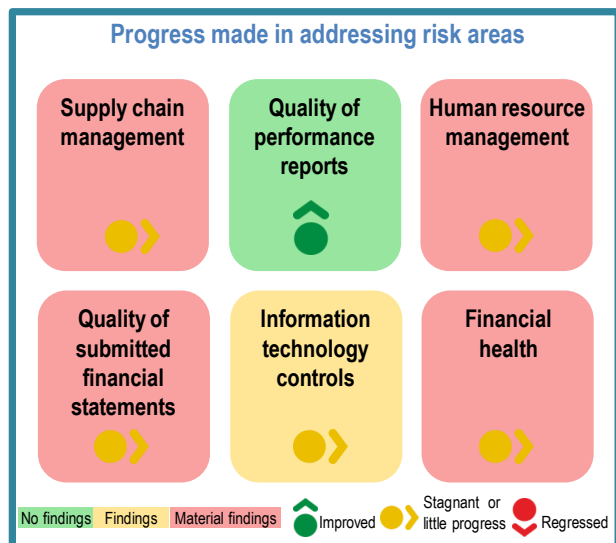 Progress made in addressing risk areas
Supply chain
management
Quality of
performance
reports
Human resource
management
Quality of
submitted
financial
statements
Information
technology
controls
Financial
health
No findings
Findings
Material findings
Improved
Stagnant or
little progress
Regressed